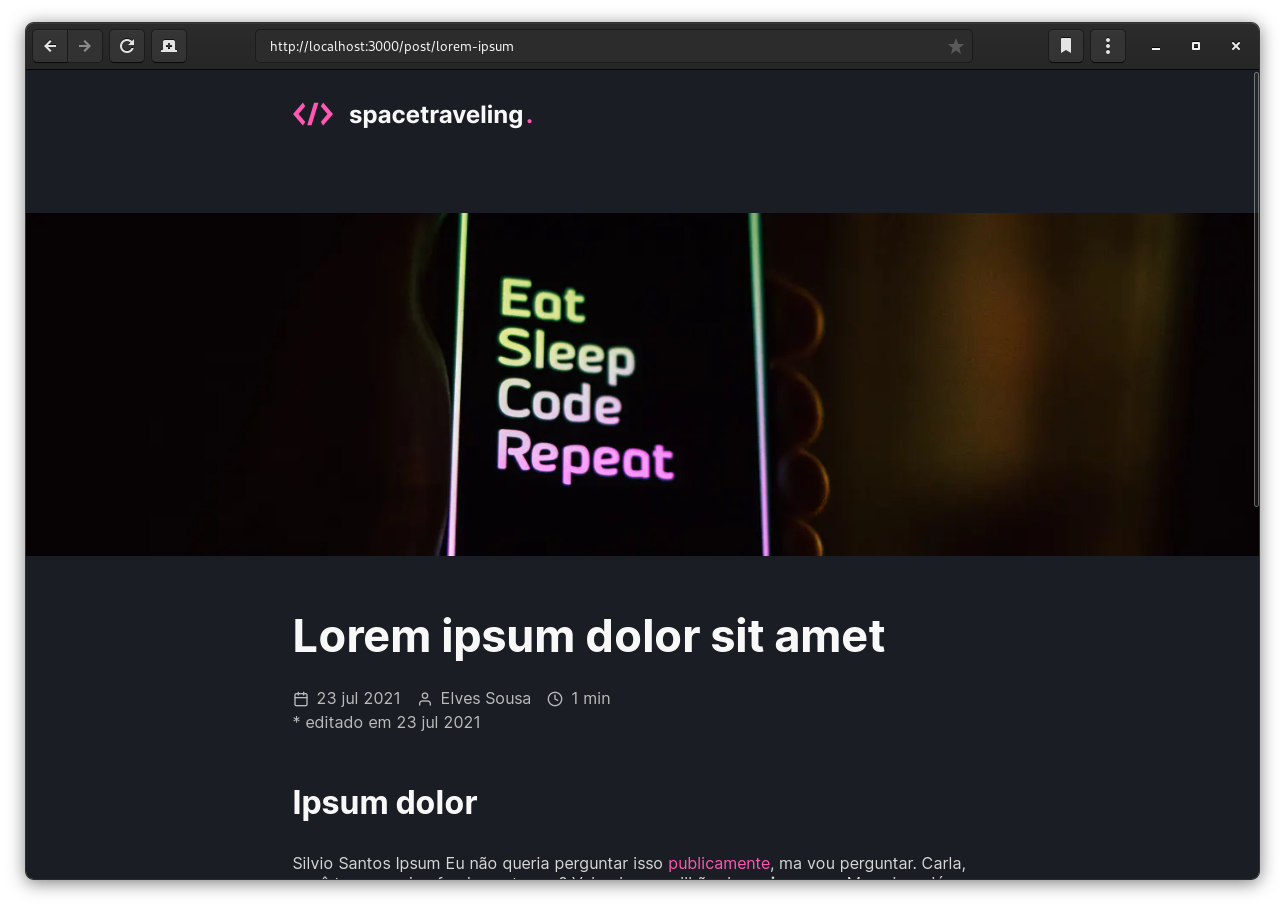 http://localhost:3000/post/lorem-ipsum
</> spacetraveling.
Eat
Sleep
Code
Repeat
Lorem ipsum dolor sit amet
23 jul 2021 Elves Sousa 1 min
* editado em 23 jul 2021
Ipsum dolor
Silvio Santos Ipsum Eu não queria perguntar isso publicamente, ma vou perguntar. Carla,